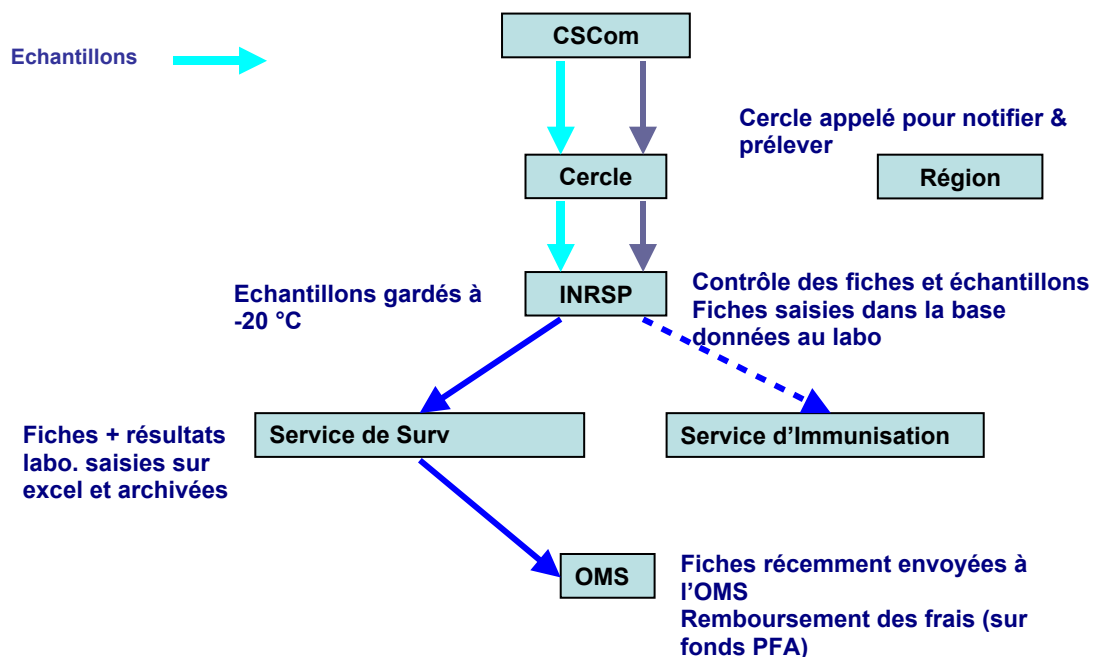 CSCom
Echantillons
Cercle appelé pour notifier &
prélever
Cercle
Région
Echantillons gardés à
-20 °C
INRSP
Contrôle des fiches et échantillons
Fiches saisies dans la base
données au labo
Fiches + résultats
labo. saisies sur
excel et archivées
Service de Surv
Service d'Immunisation
OMS
Fiches récemment envoyées à
l'OMS
Remboursement des frais (sur
fonds PFA)